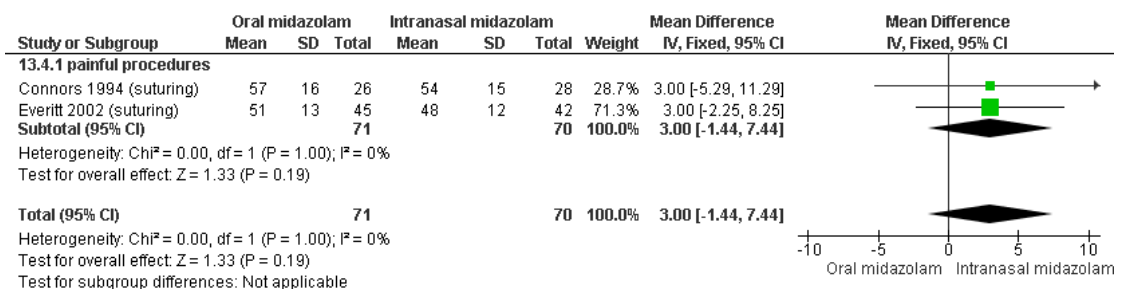 Oral midazolam Intranasal midazolam Mean Difference Mean Difference
Study or Subgroup Mean SD Total Mean SD Total Weight IV, Fixed, 95% CI IV, Fixed, 95% CI
13.4.1 painful procedures
Connors 1994 (suturing) 57 16 26 54 15 28 28.7% 3.00 [-5.29, 11.29]
Everitt 2002 (suturing) 51 13 45 48 12 42 71.3% 3.00 [-2.25, 8.25]
Subtotal (95% CI) 71 70 100.0% 3.00 [-1.44, 7.44]
Heterogeneity: Chi² = 0.00, df = 1 (P = 1.00); I² = 0%
Test for overall effect: Z = 1.33 (P = 0.19)
Total (95% CI) 71 70 100.0% 3.00 [-1.44, 7.44]
Heterogeneity: Chi² = 0.00, df = 1 (P = 1.00); I² = 0%
Test for overall effect: Z = 1.33 (P = 0.19)
Test for subgroup differences: Not applicable
-10 -5 0 5 10
Oral midazolam Intranasal midazolam